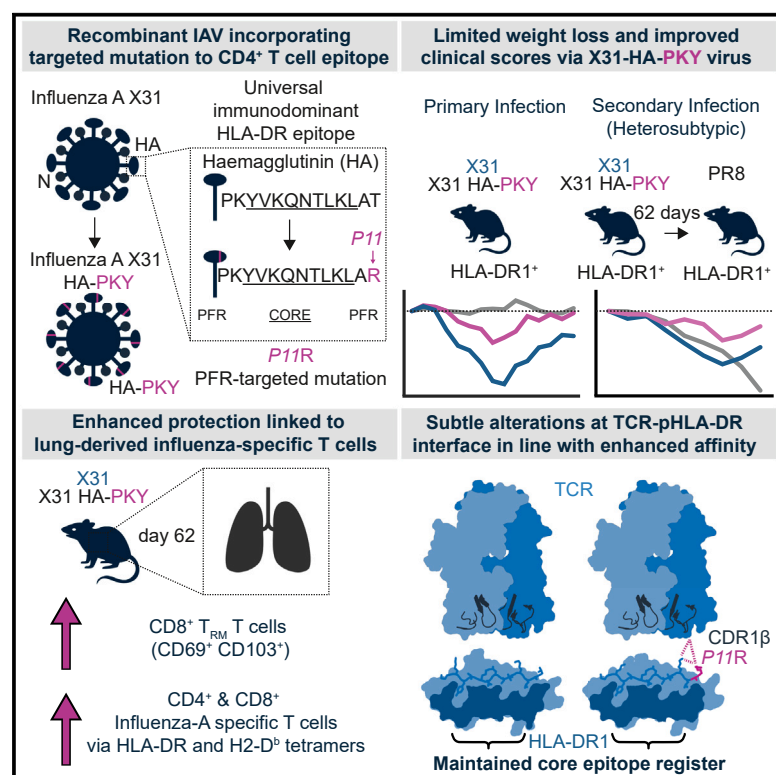 Recombinant IAV incorporating
targeted mutation to CD4+ T cell epitope
Influenza A X31
HA
N
Universal
immunodominant
HLA-DR epitope
Haemagglutinin (HA)
PKYVKQNTLKLAT
P11
PKYVKQNTLKLAR
PFR CORE PFR
P11R
PFR-targeted mutation
Influenza A X31
HA-PKY
HA-PKY
Limited weight loss and improved
clinical scores via X31-HA-PKY virus
Primary Infection
X31
X31 HA-PKY
HLA-DR1+
Secondary Infection
(Heterosubtypic)
X31
X31 HA-PKY
PR8
62 days
HLA-DR1+
HLA-DR1+
Enhanced protection linked to
lung-derived influenza-specific T cells
X31
X31 HA-PKY
day 62
CD8+ TRM T cells
(CD69+ CD103+)
CD4+ & CD8+
Influenza-A specific T cells
via HLA-DR and H2-Db tetramers
Subtle alterations at TCR-pHLA-DR
interface in line with enhanced affinity
TCR
CDR1β
P11R
HLA-DR1
Maintained core epitope register